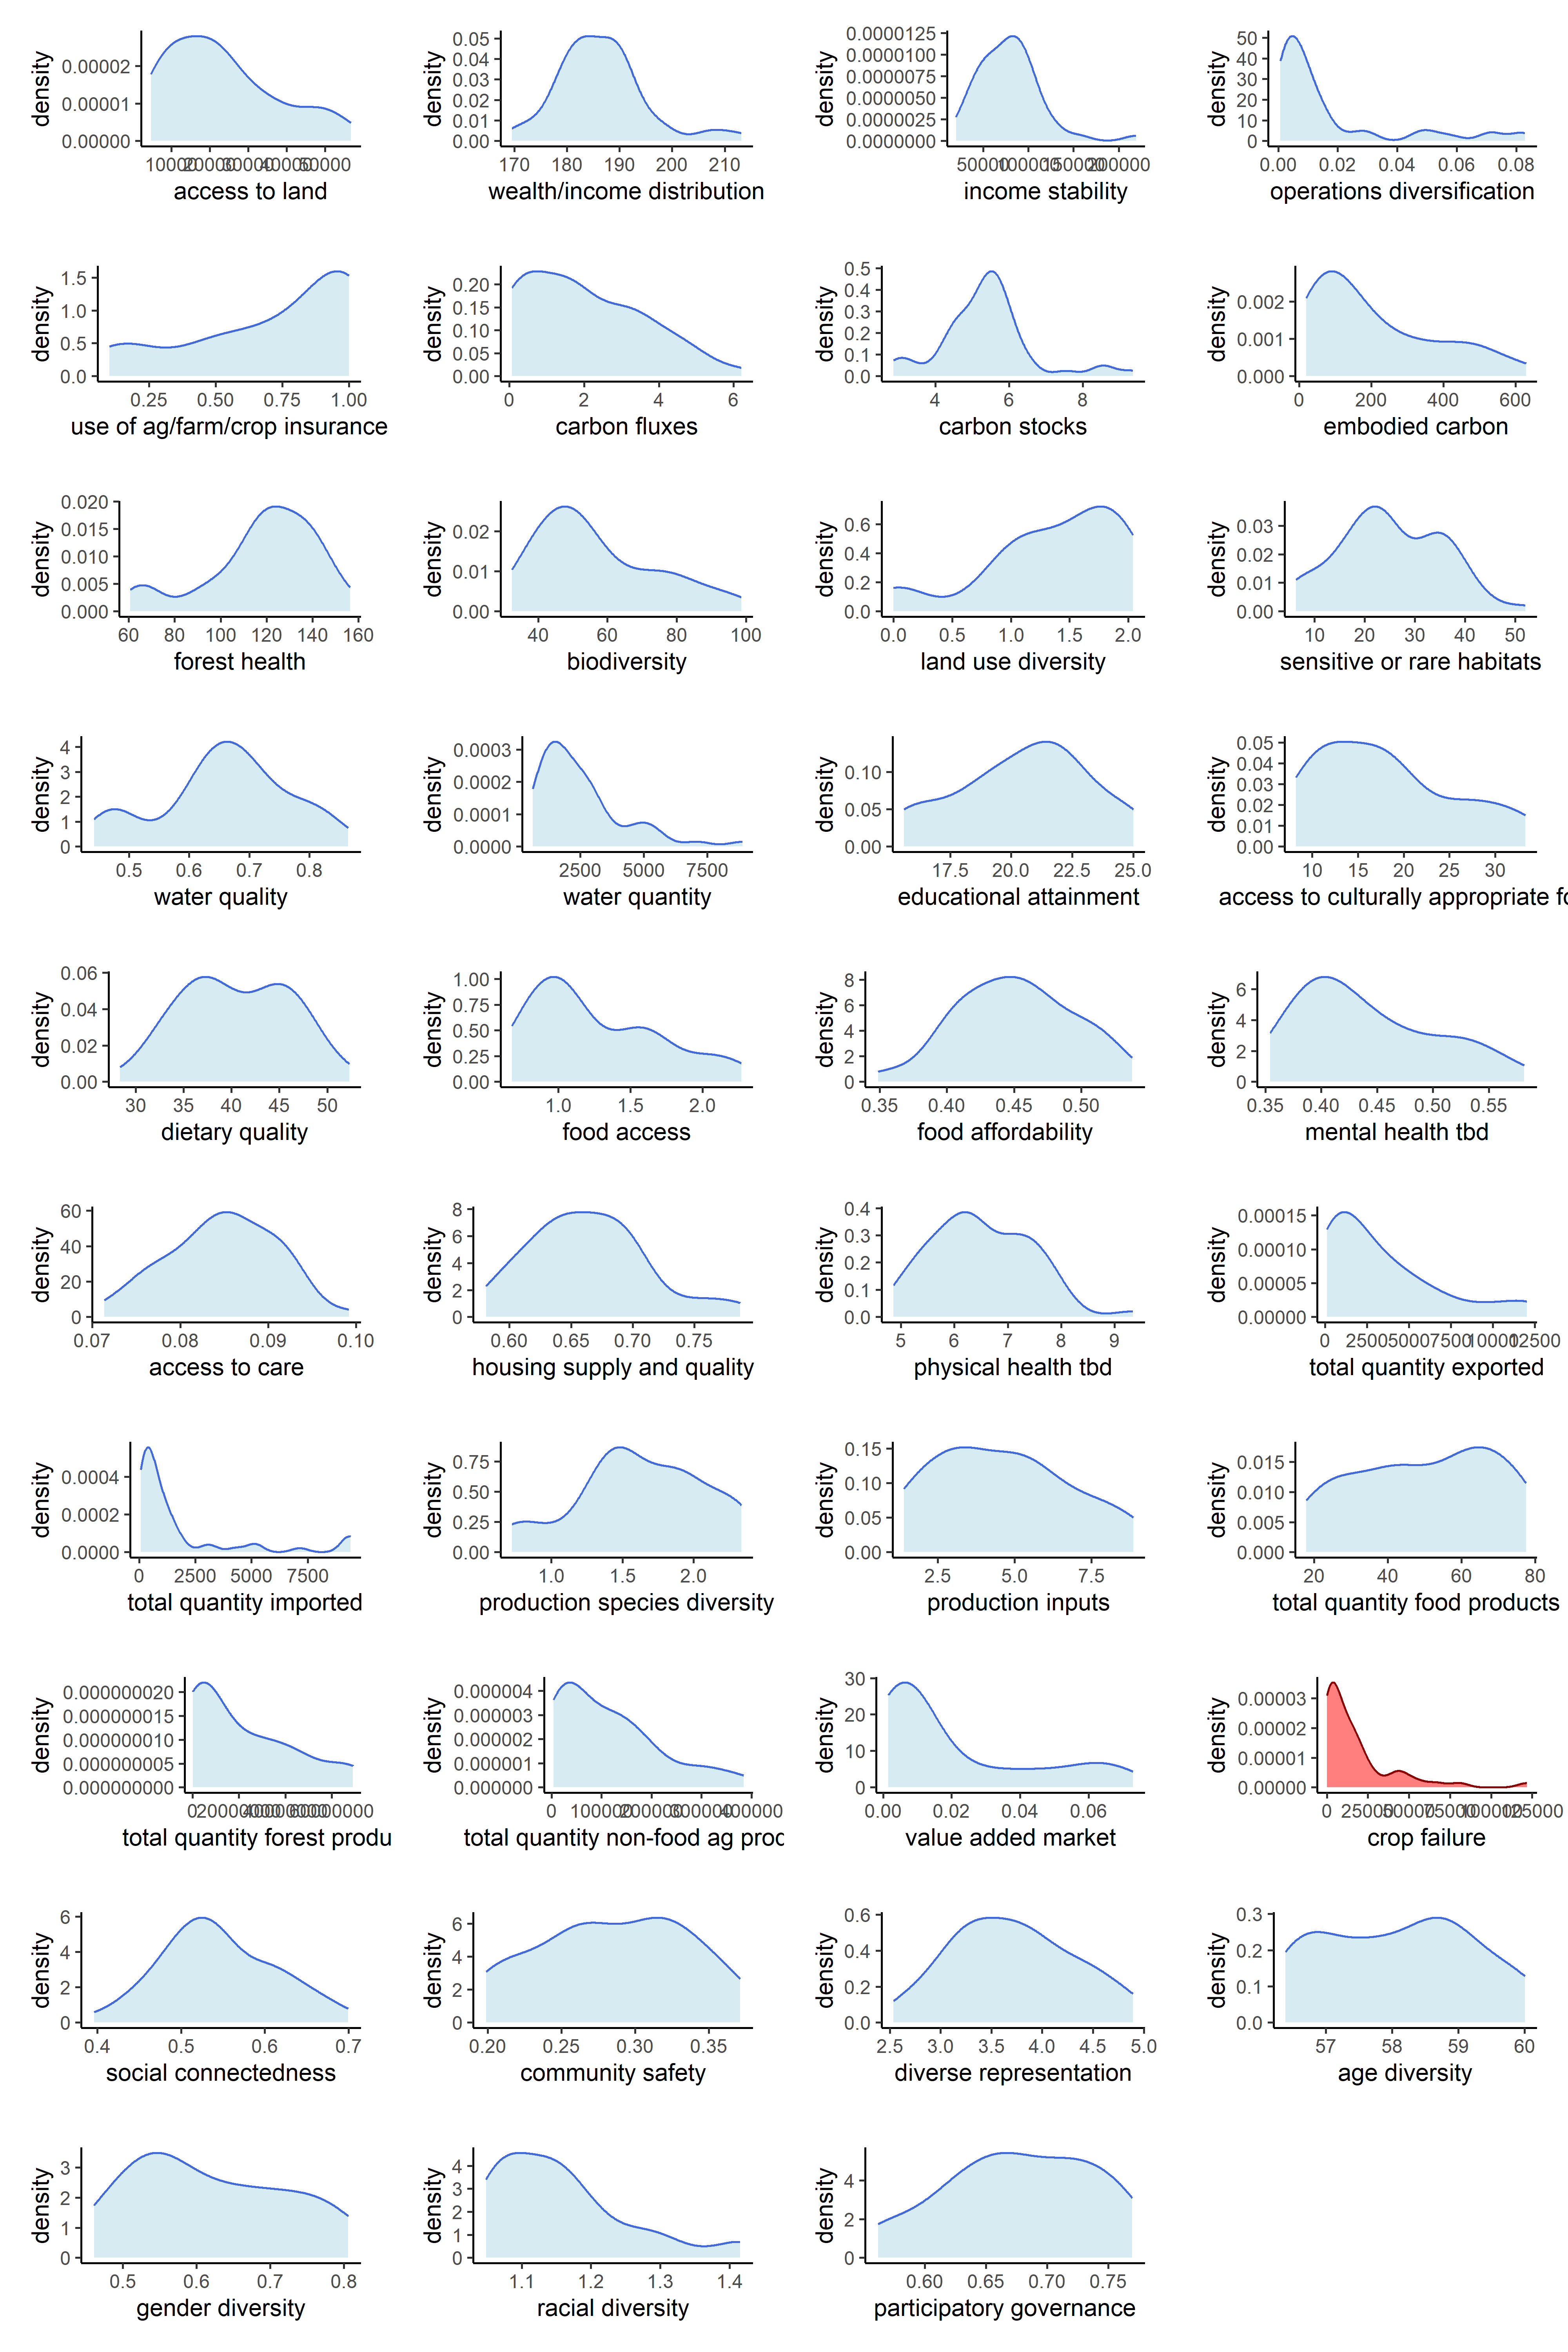 density
0.00002
0.00001
0.00000
access to land
density
0.05
0.04
0.03
0.02
0.01
0.00
170 180 190 200 210
wealth/income distribution
density
0.0000125
0.0000100
0.0000075
0.0000050
0.0000025
0.0000000
income stability
density
50
40
30
20
10
0
0.00 0.02 0.04 0.06 0.08
operations diversification
density
1.5
1.0
0.5
0.0
0.25 0.50 0.75 1.00
use of ag/farm/crop insurance
density
0.20
0.15
0.10
0.05
0.00
0 2 4 6
carbon fluxes
density
0.5
0.4
0.3
0.2
0.1
0.0
4 6 8
carbon stocks
density
0.002
0.001
0.000
0 200 400 600
embodied carbon
density
0.020
0.015
0.010
0.005
0.000
60 80 100 120 140 160
forest health
density
0.02
0.01
0.00
40 60 80 100
biodiversity
density
0.6
0.4
0.2
0.0
0.0 0.5 1.0 1.5 2.0
land use diversity
density
0.03
0.02
0.01
0.00
10 20 30 40 50
sensitive or rare habitats
density
4
3
2
1
0
0.5 0.6 0.7 0.8
water quality
density
0.0003
0.0002
0.0001
0.0000
2500 5000 7500
water quantity
density
0.10
0.05
0.00
17.5 20.0 22.5 25.0
educational attainment
density
0.05
0.04
0.03
0.02
0.01
0.00
10 15 20 25 30
access to culturally appropriate fo
density
0.06
0.04
0.02
0.00
30 35 40 45 50
dietary quality
density
1.00
0.75
0.50
0.25
0.00
1.0 1.5 2.0
food access
density
8
6
4
2
0
0.35 0.40 0.45 0.50
food affordability
density
6
4
2
0
0.35 0.40 0.45 0.50 0.55
mental health tbd
density
60
40
20
0
0.07 0.08 0.09 0.10
access to care
density
8
6
4
2
0
0.60 0.65 0.70 0.75
housing supply and quality
density
0.4
0.3
0.2
0.1
0.0
5 6 7 8 9
physical health tbd
density
0.00015
0.00010
0.00005
0.00000
total quantity exported
density
0.0004
0.0002
0.0000
0 2500 5000 7500
total quantity imported
density
0.75
0.50
0.25
0.00
1.0 1.5 2.0
production species diversity
density
0.15
0.10
0.05
0.00
2.5 5.0 7.5
production inputs
density
0.015
0.010
0.005
0.000
20 40 60 80
total quantity food products
density
0.000000020
0.000000015
0.000000010
0.000000005
0.000000000
total quantity forest produ
density
0.000004
0.000003
0.000002
0.000001
0.000000
total quantity non-food ag proc
density
30
20
10
0
0.00 0.02 0.04 0.06
value added market
density
0.00003
0.00002
0.00001
0.00000
crop failure
density
6
4
2
0
0.4 0.5 0.6 0.7
social connectedness
density
6
4
2
0
0.20 0.25 0.30 0.35
community safety
density
0.6
0.4
0.2
0.0
2.5 3.0 3.5 4.0 4.5 5.0
diverse representation
density
0.3
0.2
0.1
0.0
57 58 59 60
age diversity
density
3
2
1
0
0.5 0.6 0.7 0.8
gender diversity
density
4
3
2
1
0
1.1 1.2 1.3 1.4
racial diversity
density
4
2
0
0.60 0.65 0.70 0.75
participatory governance